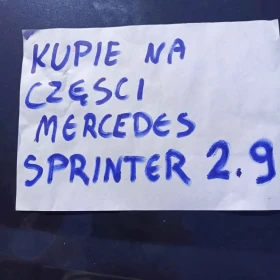 KUPIE NA
CZĘSCI
MERCEDES
SPRINTER 2.9